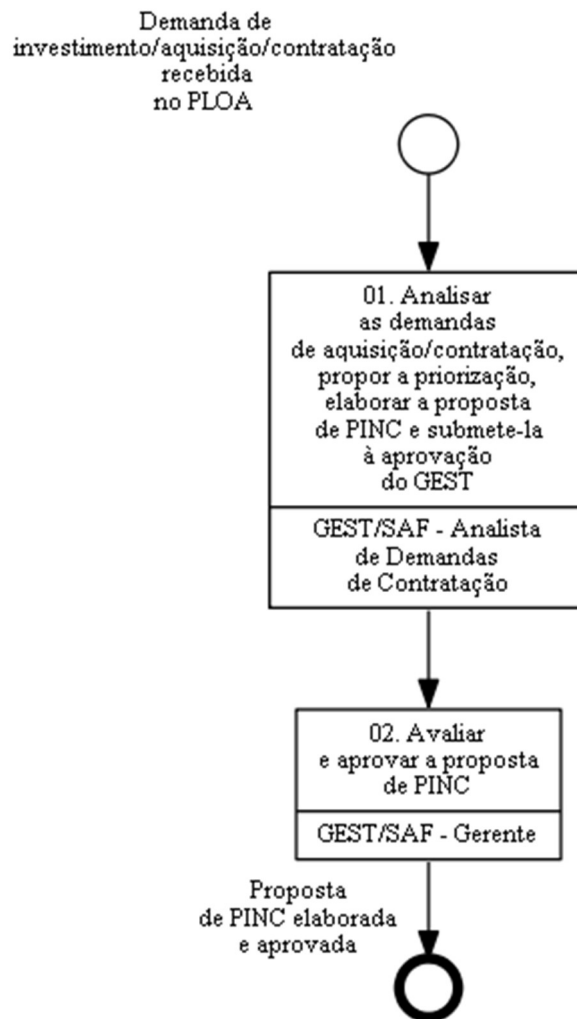 Demanda de
investimento/aquisição/contratação
recebida
no PLOA
01. Analisar
as demandas
de aquisição/contratação,
propor a priorização,
elaborar a proposta
de PINC e submete-la
à aprovação
do GEST
GEST/SAF - Analista
de Demandas
de Contratação
02. Avaliar
e aprovar a proposta
de PINC
GEST/SAF - Gerente
Proposta
de PINC elaborada
e aprovada